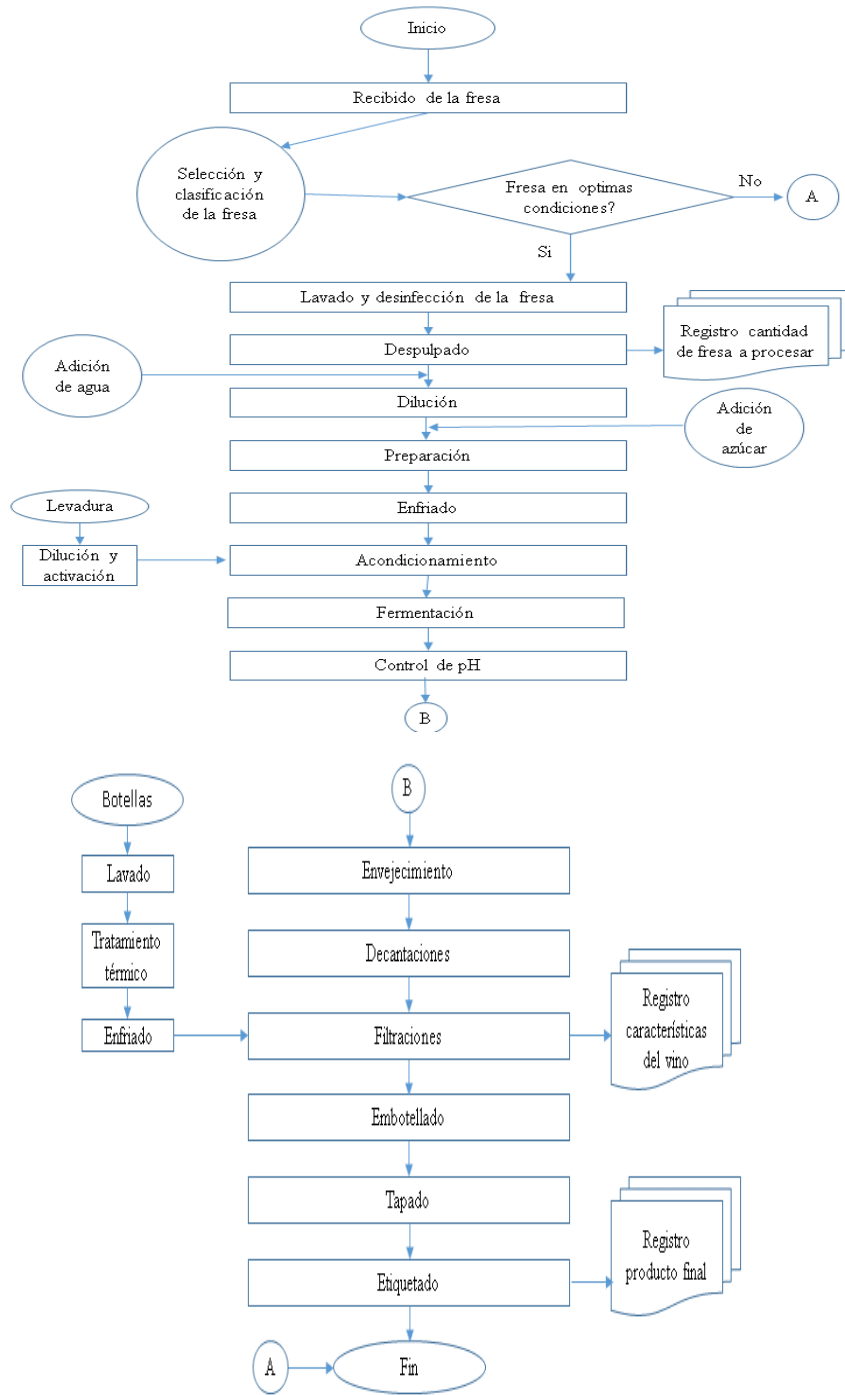 Inicio
Recibido de la fresa
Selección y
clasificación
de la fresa
Fresa en optimas
condiciones?
No
A
Si
Lavado y desinfección de la fresa
Despulpado
Registro cantidad
de fresa a procesar
Adición
de agua
Dilución
Adición
de
azúcar
Preparación
Enfriado
Levadura
Dilución y
activación
Acondicionamiento
Fermentación
Control de pH
B
Botellas
B
Lavado
Envejecimiento
Tratamiento
térmico
Decantaciones
Enfriado
Filtraciones
Registro
características
del vino
Embotellado
Tapado
Etiquetado
Registro
producto final
A
Fin